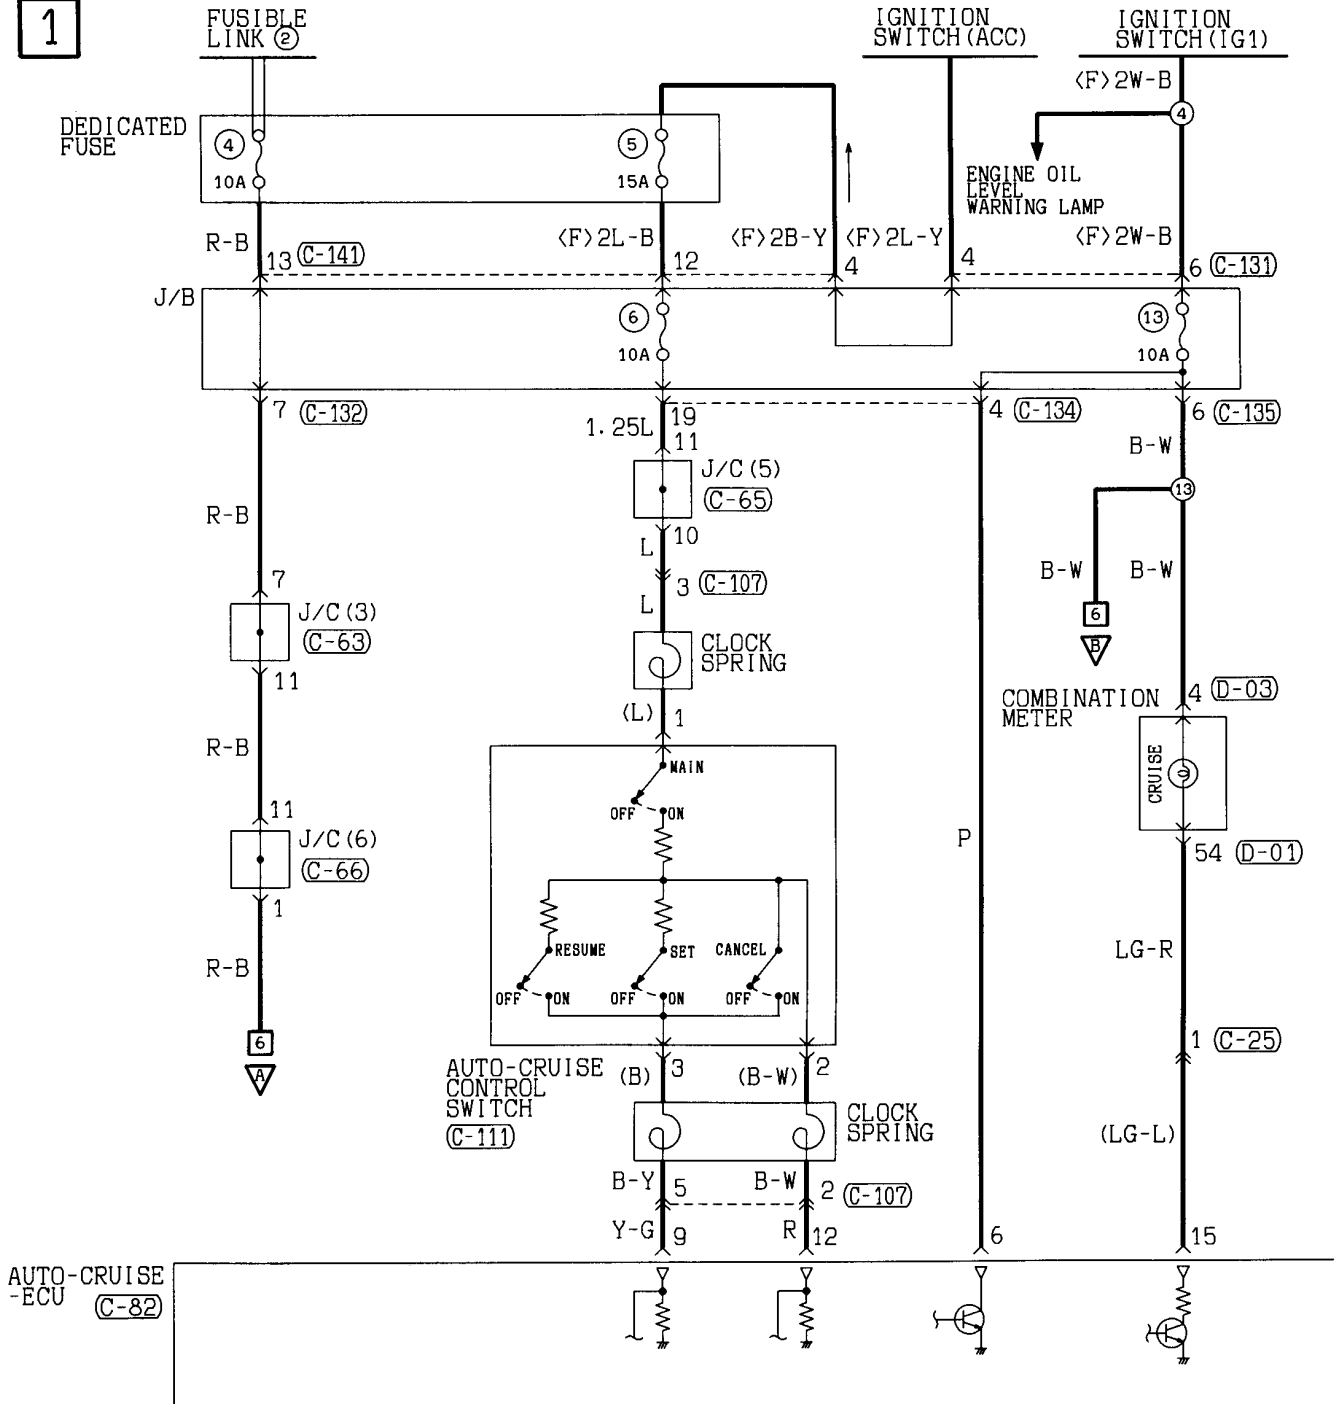 1
FUSIBLE
LINK ②
IGNITION
SWITCH(ACC)
IGNITION
SWITCH(IG1)
<F>2W-B
4
DEDICATED
FUSE
4
10A
5
15A
ENGINE OIL
LEVEL
WARNING LAMP
R-B
13
C-141
<F>2L-B
12
<F>2B-Y
4
<F>2L-Y
4
<F>2W-B
6
C-131
J/B
6
10A
13
10A
7
C-132
1.25L
19
11
4
C-134
6
C-135
B-W
J/C(5)
C-65
13
R-B
10
L
3
C-107
L
B-W
B-W
7
J/C(3)
C-63
6
B
CLOCK
SPRING
11
(L)
1
COMBINATION
METER
4
D-03
R-B
MAIN
OFF
ON
CRUISE
11
J/C(6)
C-66
P
54
D-01
1
R-B
RESUME
SET
CANCEL
OFF
ON
OFF
ON
OFF
ON
LG-R
6
A
1
C-25
AUTO-CRUISE
CONTROL
SWITCH
C-111
(B)
3
(B-W)
2
CLOCK
SPRING
(LG-L)
B-Y
5
B-W
2
C-107
Y-G
9
R
12
6
15
AUTO-CRUISE
-ECU
C-82